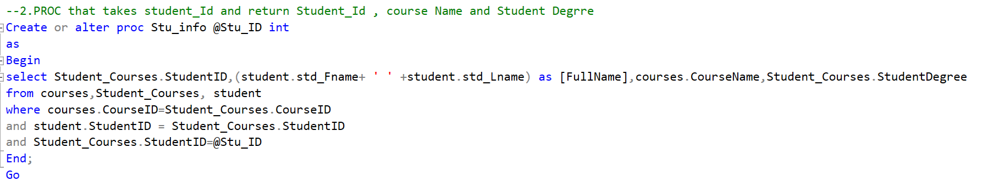 --2.PROC that takes student_Id and return Student_Id , course Name and Student Degrre
Create or alter proc Stu_info @Stu_ID int
as
Begin
select Student_Courses.StudentID,(student.std_Fname+ ' ' +student.std_Lname) as [FullName],courses.CourseName,Student_Courses.StudentDegree
from courses,Student_Courses, student
where courses.CourseID=Student_Courses.CourseID
and student.StudentID = Student_Courses.StudentID
and Student_Courses.StudentID=@Stu_ID
End;
Go